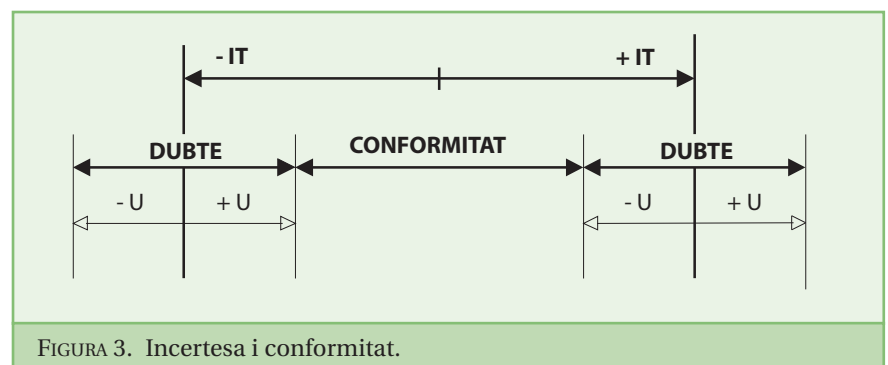 - IT + IT
DUBTE CONFORMITAT DUBTE
- U + U - U + U
FIGURA 3. Incertesa i conformitat.